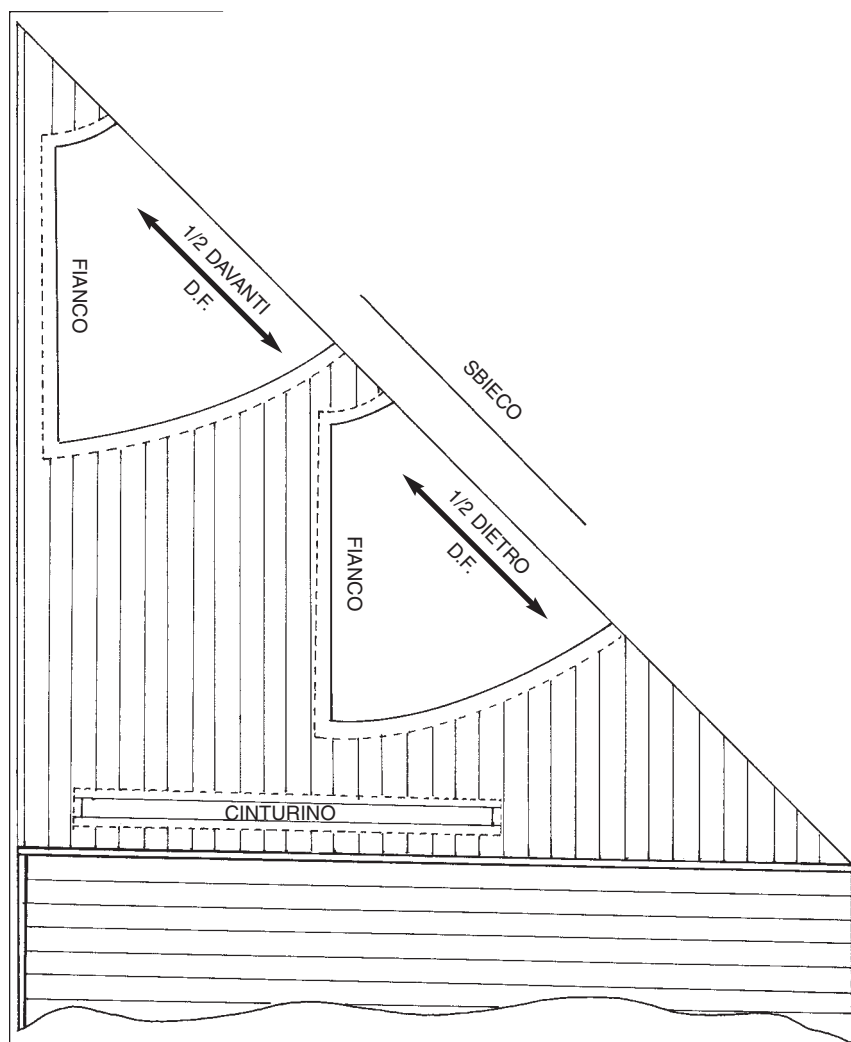 1/2 DAVANTI
D.F.
FIANCO
SBIECO
1/2 DIETRO
D.F.
FIANCO
CINTURINO